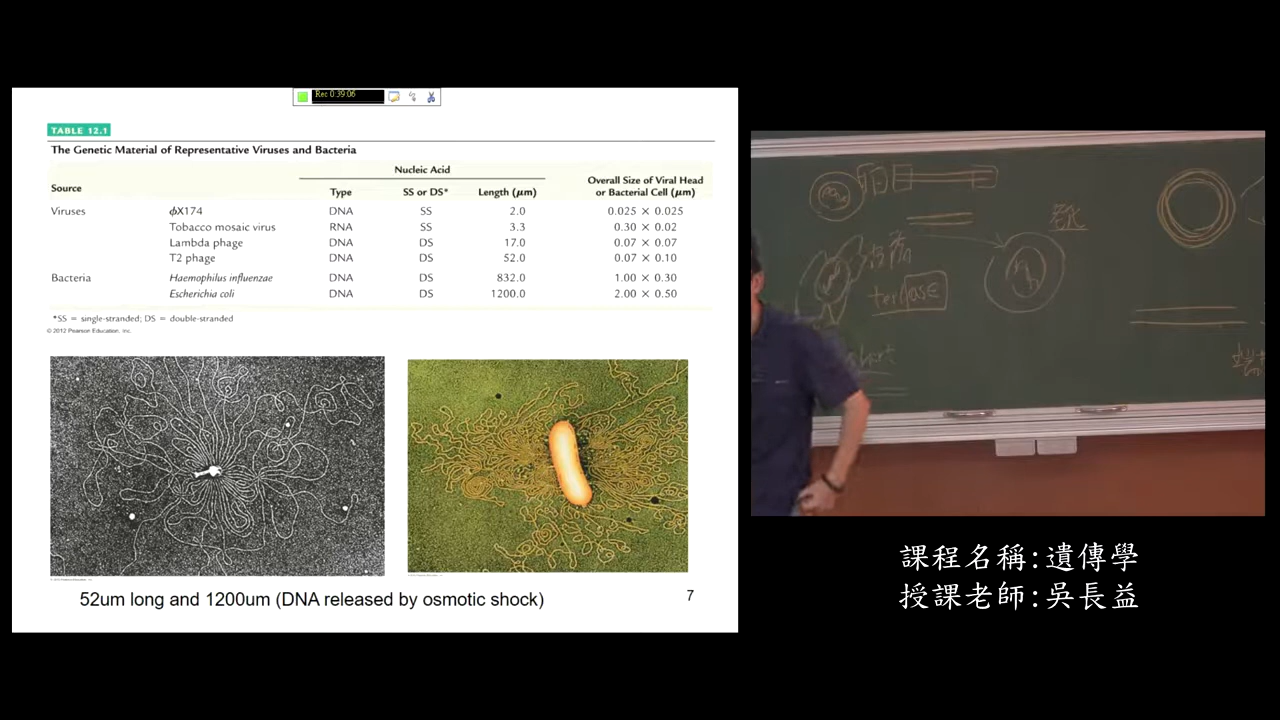 Rec 0:39:06
TABLE 12.1
The Genetic Material of Representative Viruses and Bacteria
Nucleic Acid
Source Type SS or DS* Length (μm) Overall Size of Viral Head or Bacterial Cell (μm)
Viruses ϕX174 DNA SS 2.0 0.025 × 0.025
Tobacco mosaic virus RNA SS 3.3 0.30 × 0.02
Lambda phage DNA DS 17.0 0.07 × 0.07
T2 phage DNA DS 52.0 0.07 × 0.10
Bacteria Haemophilus influenzae DNA DS 832.0 1.00 × 0.30
Escherichia coli DNA DS 1200.0 2.00 × 0.50
*SS = single-stranded; DS = double-stranded
© 2012 Pearson Education, Inc.
52um long and 1200um (DNA released by osmotic shock)
7
課程名稱:遺傳學
授課老師:吳長益